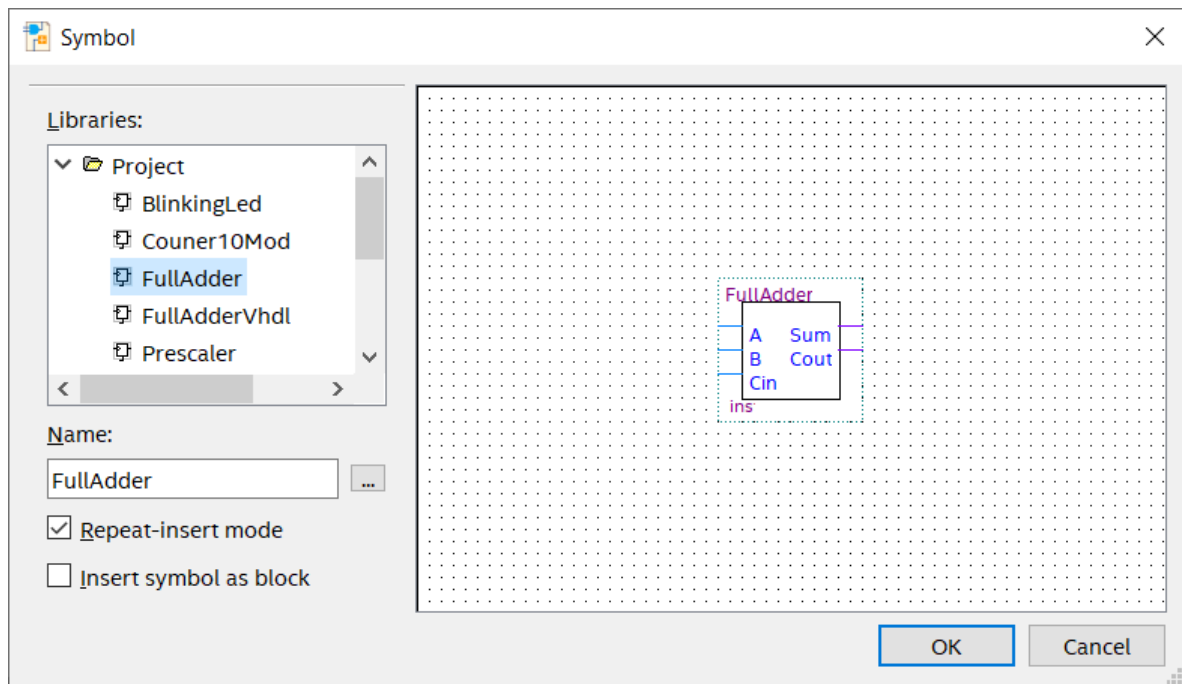 Symbol
Libraries:
Project
BlinkingLed
Couner10Mod
FullAdder
FullAdderVhdl
Prescaler
Name:
FullAdder
...
Repeat-insert mode
Insert symbol as block
FullAdder
A Sum
B Cout
Cin
ins
OK Cancel